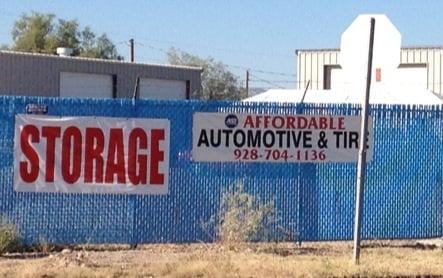 STORAGE
AFFORDABLE
AUTOMOTIVE & TIRE
928-704-1136